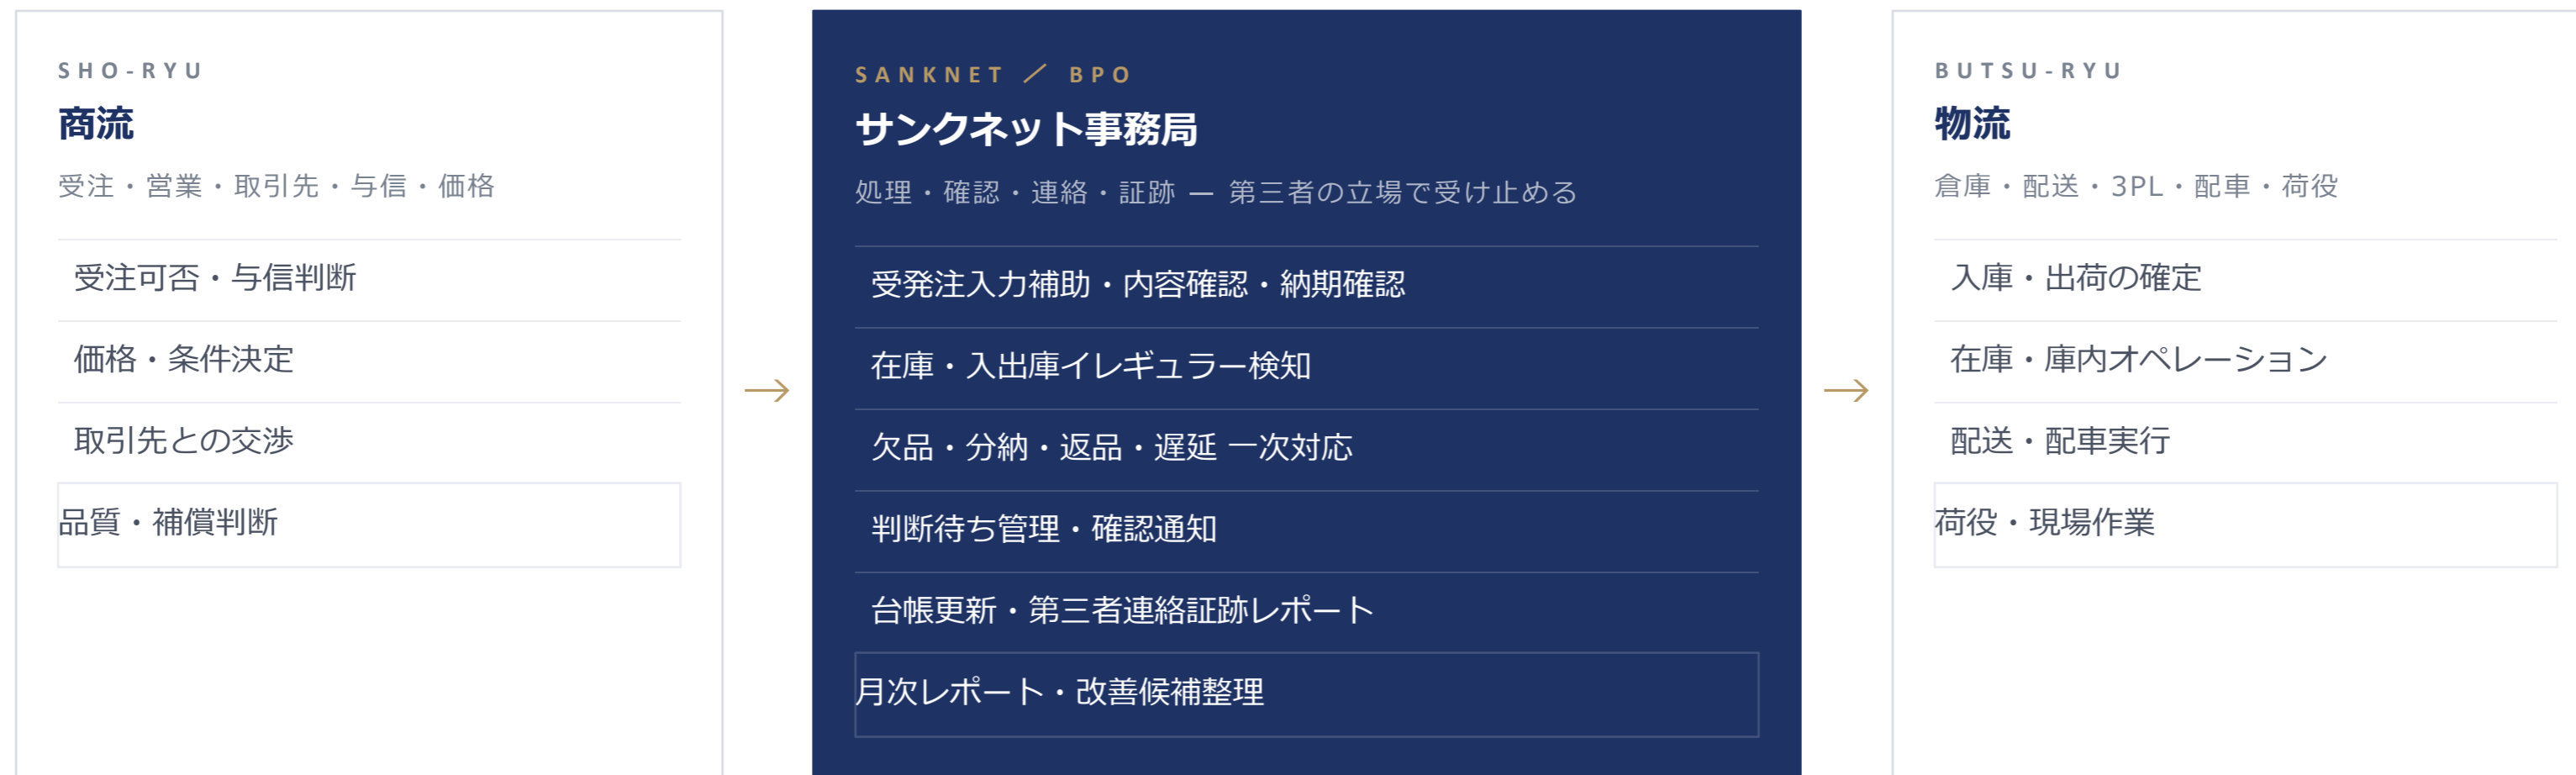 SHO-RYU
商流
受注・営業・取引先・与信・価格
受注可否・与信判断
価格・条件決定
取引先との交渉
品質・補償判断
→
SANKNET ／ BPO
サンクネット事務局
処理・確認・連絡・証跡 — 第三者の立場で受け止める
受発注入力補助・内容確認・納期確認
在庫・入出庫イレギュラー検知
欠品・分納・返品・遅延 一次対応
判断待ち管理・確認通知
台帳更新・第三者連絡証跡レポート
月次レポート・改善候補整理
→
BUTSU-RYU
物流
倉庫・配送・3PL・配車・荷役
入庫・出荷の確定
在庫・庫内オペレーション
配送・配車実行
荷役・現場作業